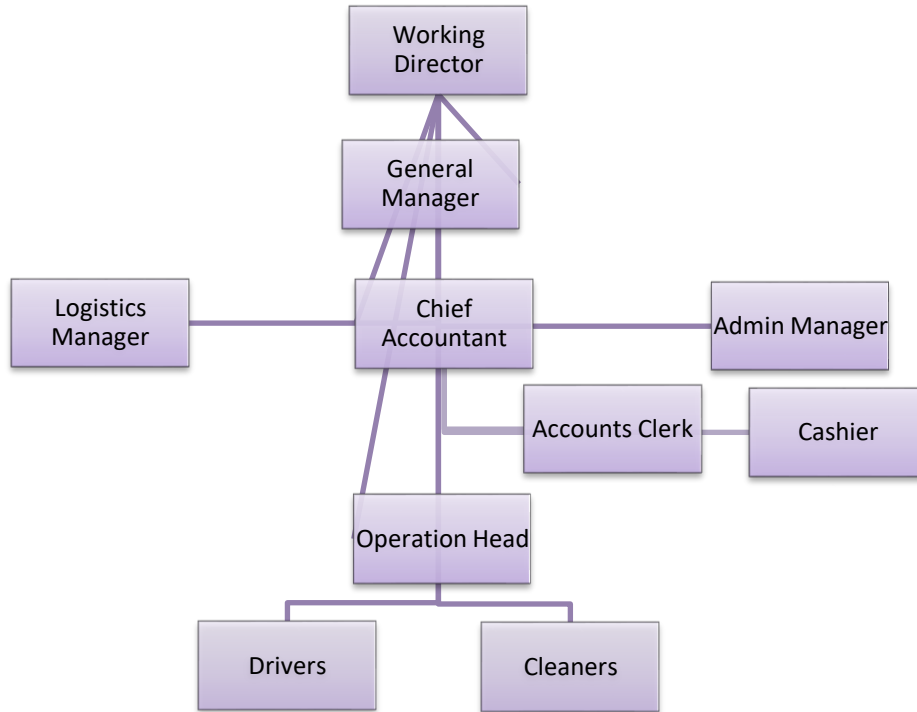 Working
Director
General
Manager
Logistics
Manager
Chief
Accountant
Admin Manager
Accounts Clerk
Cashier
Operation Head
Drivers
Cleaners